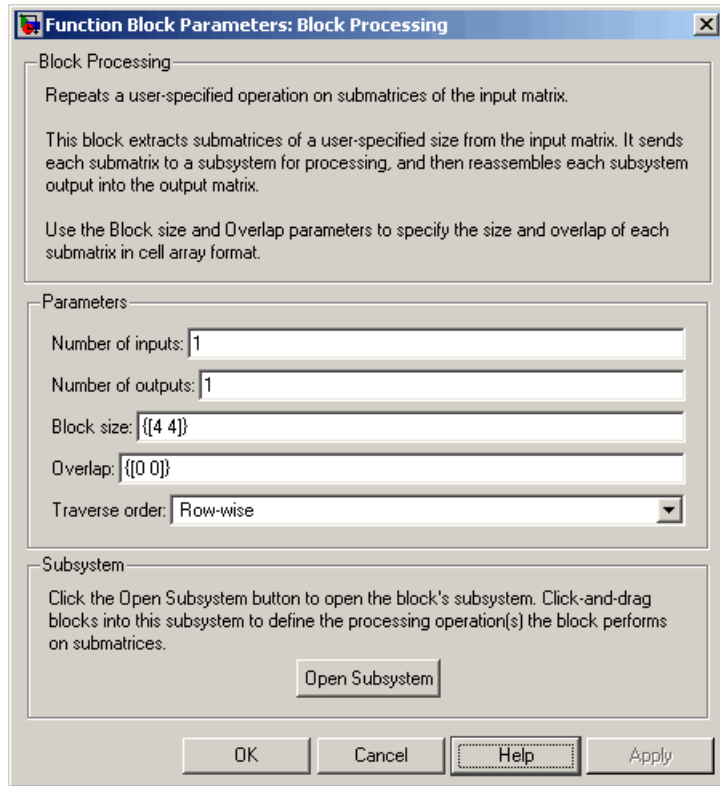 Function Block Parameters: Block Processing
Block Processing
Repeats a user-specified operation on submatrices of the input matrix.
This block extracts submatrices of a user-specified size from the input matrix. It sends
each submatrix to a subsystem for processing, and then reassembles each subsystem
output into the output matrix.
Use the Block size and Overlap parameters to specify the size and overlap of each
submatrix in cell array format.
Parameters
Number of inputs: 1
Number of outputs: 1
Block size: {[4 4]}
Overlap: {[0 0]}
Traverse order: Row-wise
Subsystem
Click the Open Subsystem button to open the block's subsystem. Click-and-drag
blocks into this subsystem to define the processing operation(s) the block performs
on submatrices.
Open Subsystem
OK Cancel Help Apply